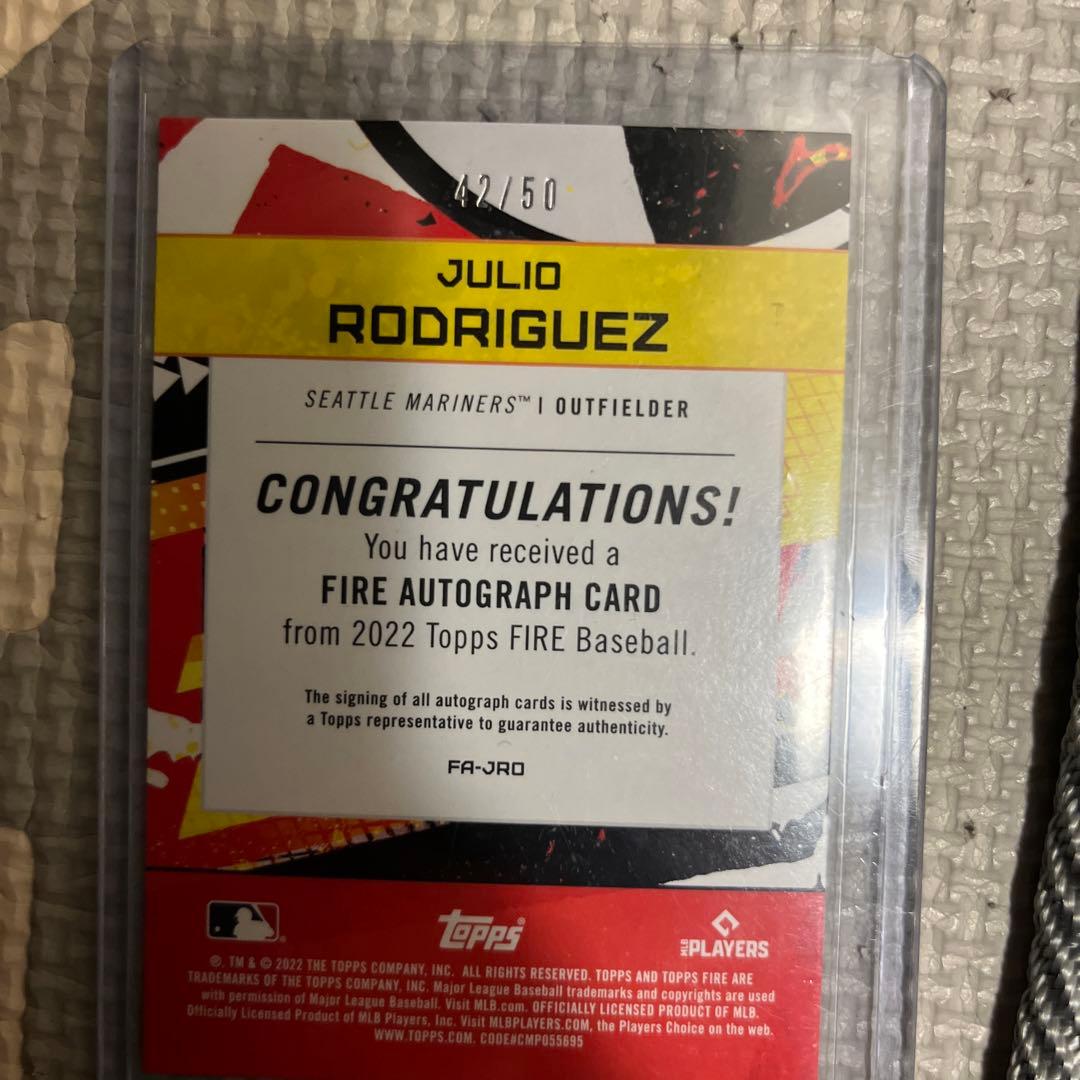 42/50
JULIO
RODRIGUEZ
SEATTLE MARINERS™ | OUTFIELDER
CONGRATULATIONS!
You have received a
FIRE AUTOGRAPH CARD
from 2022 Topps FIRE Baseball.
The signing of all autograph cards is witnessed by
a Topps representative to guarantee authenticity.
FA-JRO
topps®
MLB PLAYERS
®, TM & © 2022 THE TOPPS COMPANY, INC. ALL RIGHTS RESERVED. TOPPS AND TOPPS FIRE ARE
TRADEMARKS OF THE TOPPS COMPANY, INC. Major League Baseball trademarks and copyrights are used
with permission of Major League Baseball. Visit MLB.com. OFFICIALLY LICENSED PRODUCT OF MLB.
Officially Licensed Product of MLB Players, Inc. Visit MLBPLAYERS.COM, the Players Choice on the web.
WWW.TOPPS.COM. CODE#CMP055695